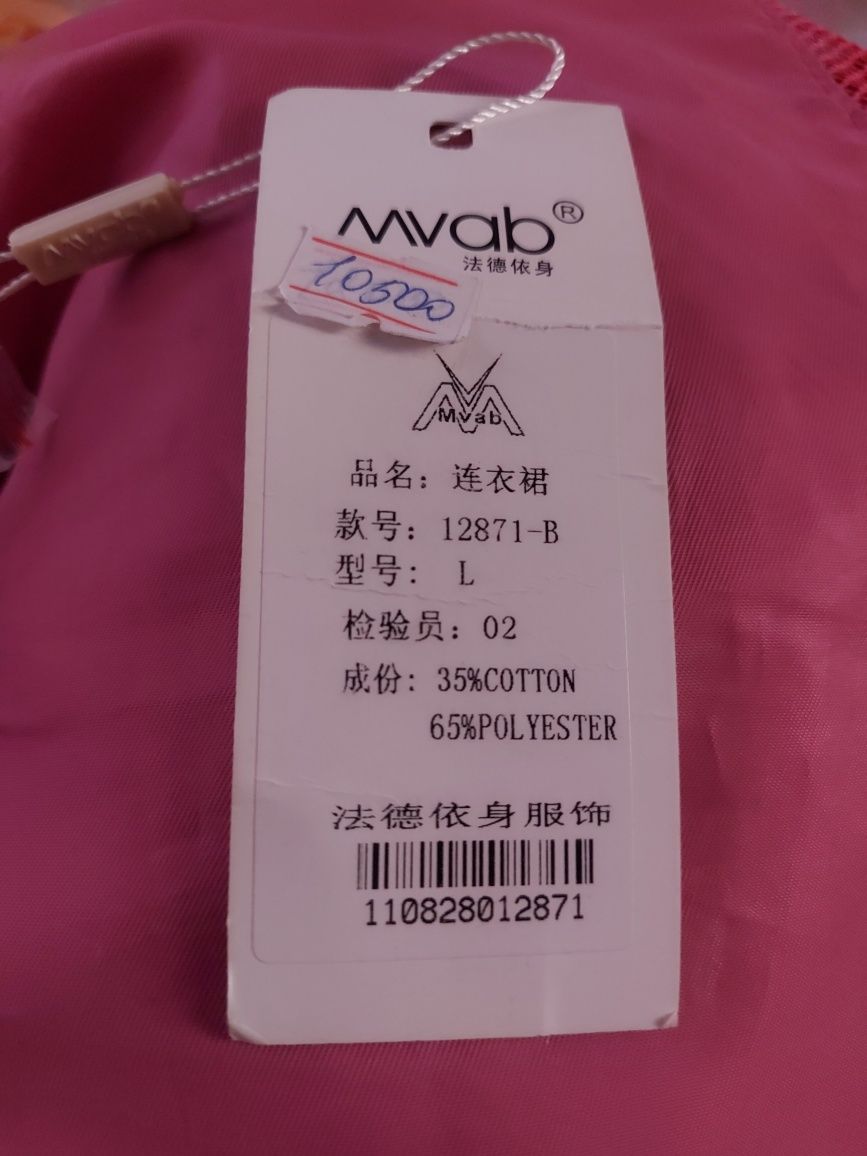 Mvab®
法德依身
10500
Mvab
品名：连衣裙
款号：12871-B
型号： L
检验员：02
成份：35%COTTON
65%POLYESTER
法德依身服饰
110828012871